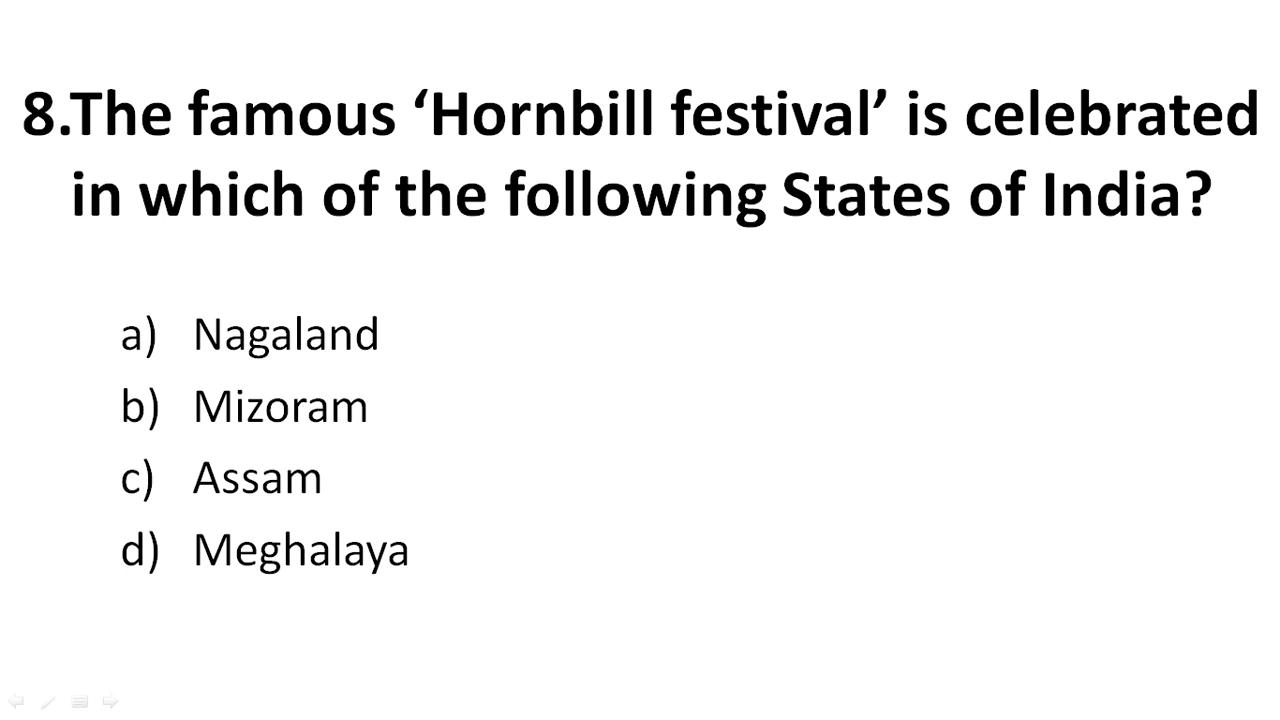 8.The famous ‘Hornbill festival’ is celebrated
in which of the following States of India?
a) Nagaland
b) Mizoram
c) Assam
d) Meghalaya